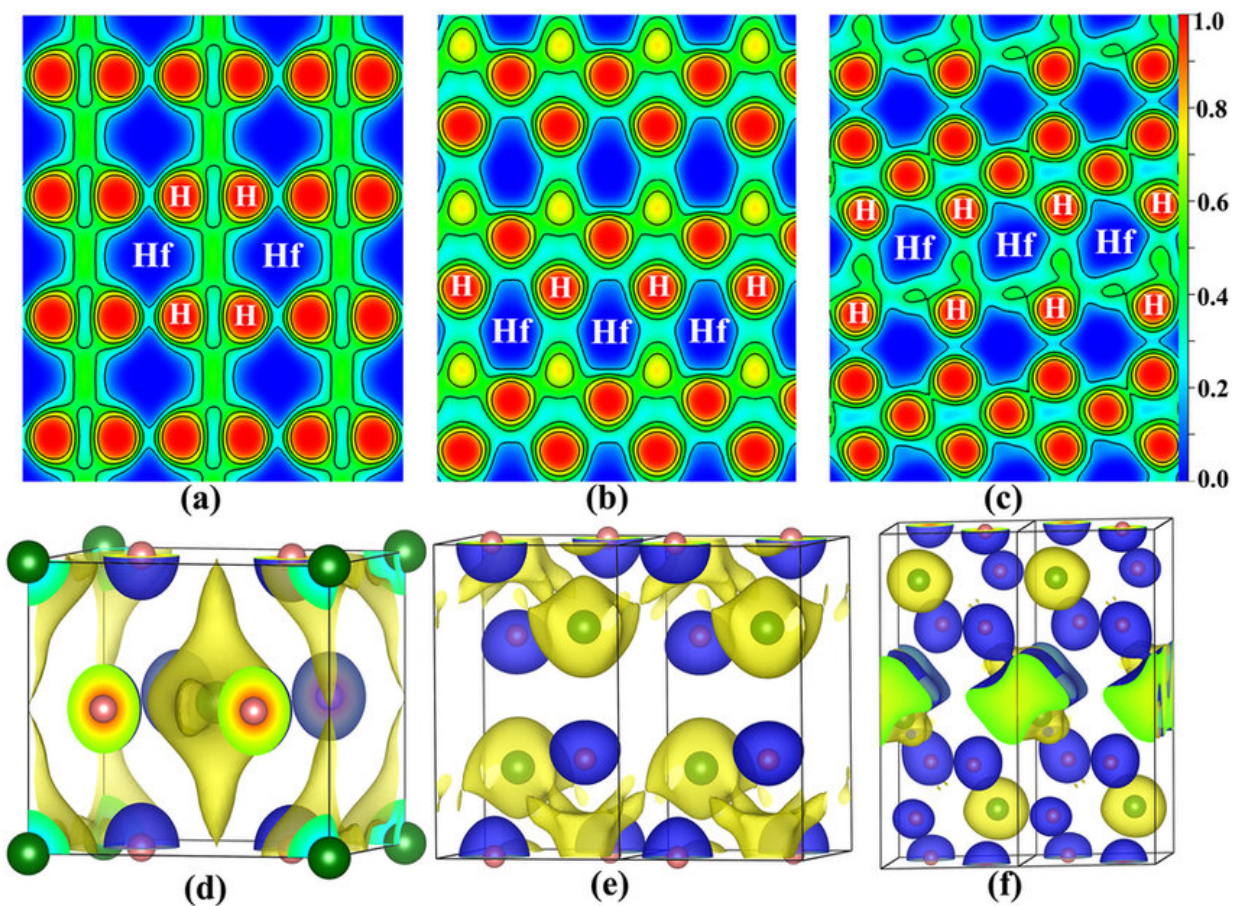 1.0
0.8
H H
H H H H
0.6
Hf Hf
Hf Hf Hf
H H H H
0.4
H H
Hf Hf Hf
H H H H
0.2
0.0
(a) (b) (c)
(d) (e) (f)